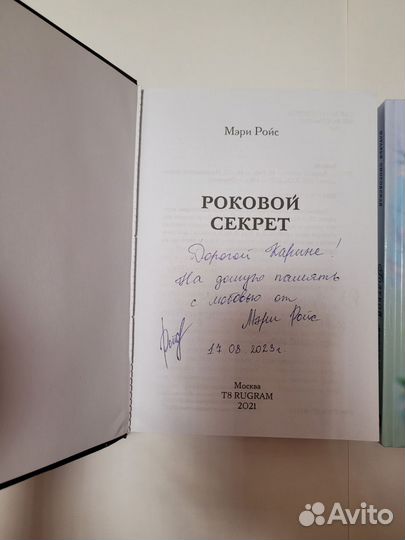 Мэри Ройс
РОКОВОЙ
СЕКРЕТ
Дорогой Карине!
На долгую память
с любовью от
Мэри Ройс
17 08 2023 г.
Москва
T8 RUGRAM
2021
Avito